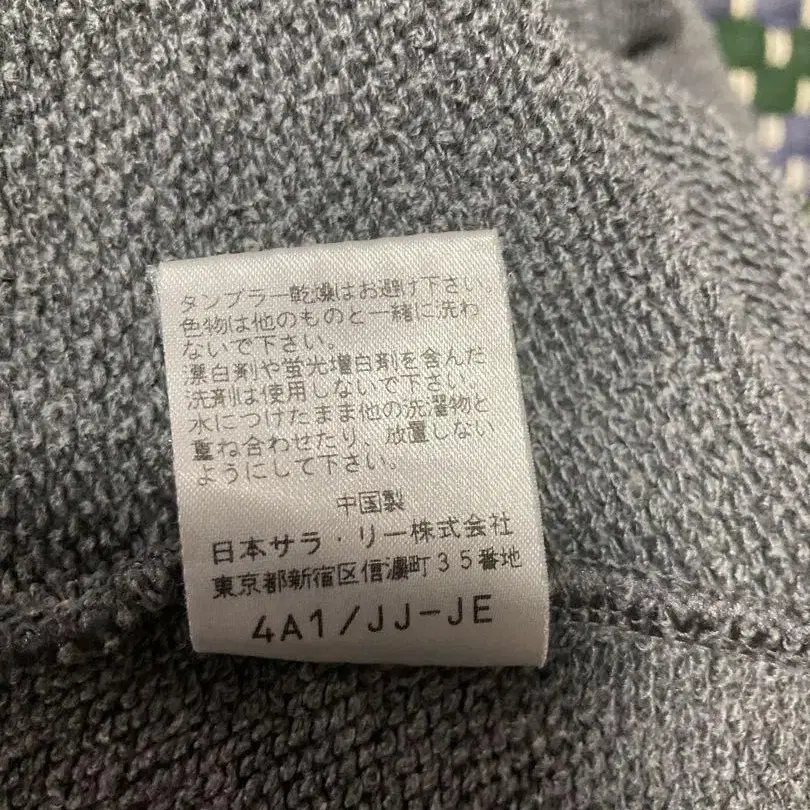 タンブラー乾燥はお避け下さい。
色物は他のものと一緒に洗わ
ないで下さい。
漂白剤や蛍光増白剤を含んだ
洗剤は使用しないで下さい。
水につけたまま他の洗濯物と
重ね合わせたり、放置しない
ようにして下さい。
中国製
日本サラ・リー株式会社
東京都新宿区信濃町35番地
4A1/JJ-JE